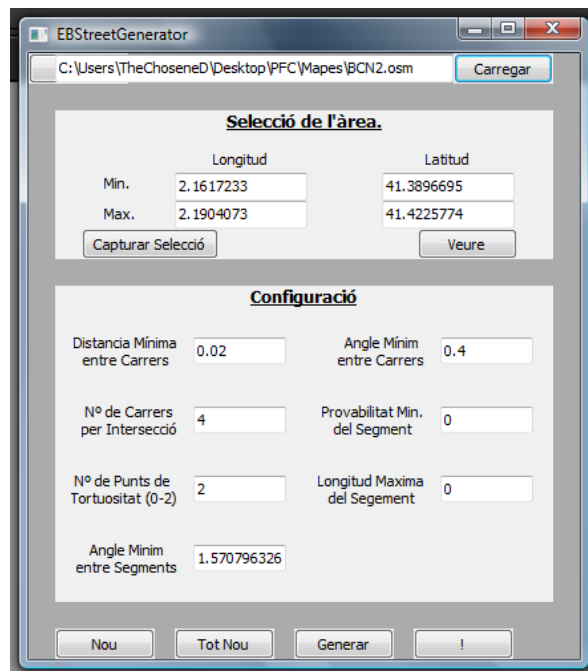 EBStreetGenerator
C:\Users\TheChoseneD\Desktop\PFC\Mapes\BCN2.osm Carregar
Selecció de l'àrea.
Longitud Latitud
Min. 2.1617233 41.3896695
Max. 2.1904073 41.4225774
Capturar Selecció Veure
Configuració
Distancia Mínima
entre Carrers
0.02
Angle Mínim
entre Carrers
0.4
Nº de Carrers
per Intersecció
4
Provabilitat Min.
del Segment
0
Nº de Punts de
Tortuositat (0-2)
2
Longitud Maxima
del Segement
0
Angle Minim
entre Segments
1.570796326
Nou Tot Nou Generar !